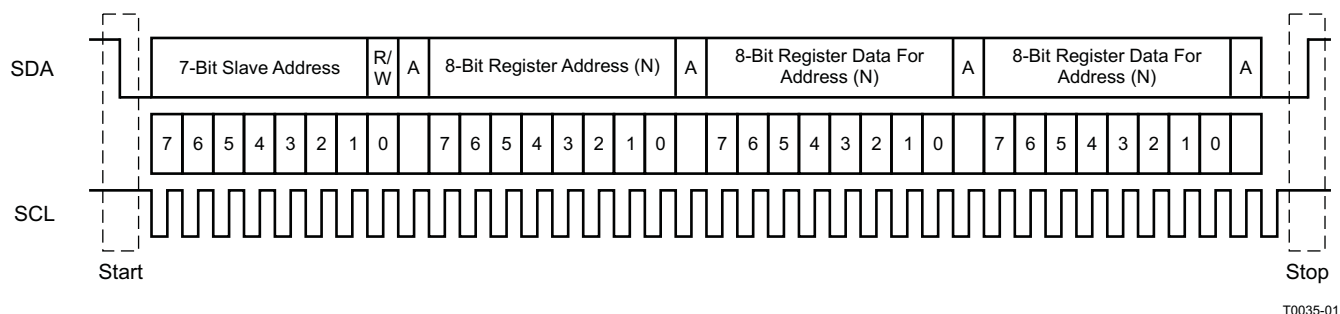 SDA
7-Bit Slave Address
R/
W
A
8-Bit Register Address (N)
A
8-Bit Register Data For
Address (N)
A
8-Bit Register Data For
Address (N)
A
7 6 5 4 3 2 1 0 7 6 5 4 3 2 1 0 7 6 5 4 3 2 1 0 7 6 5 4 3 2 1 0
SCL
Start
Stop
T0035-01